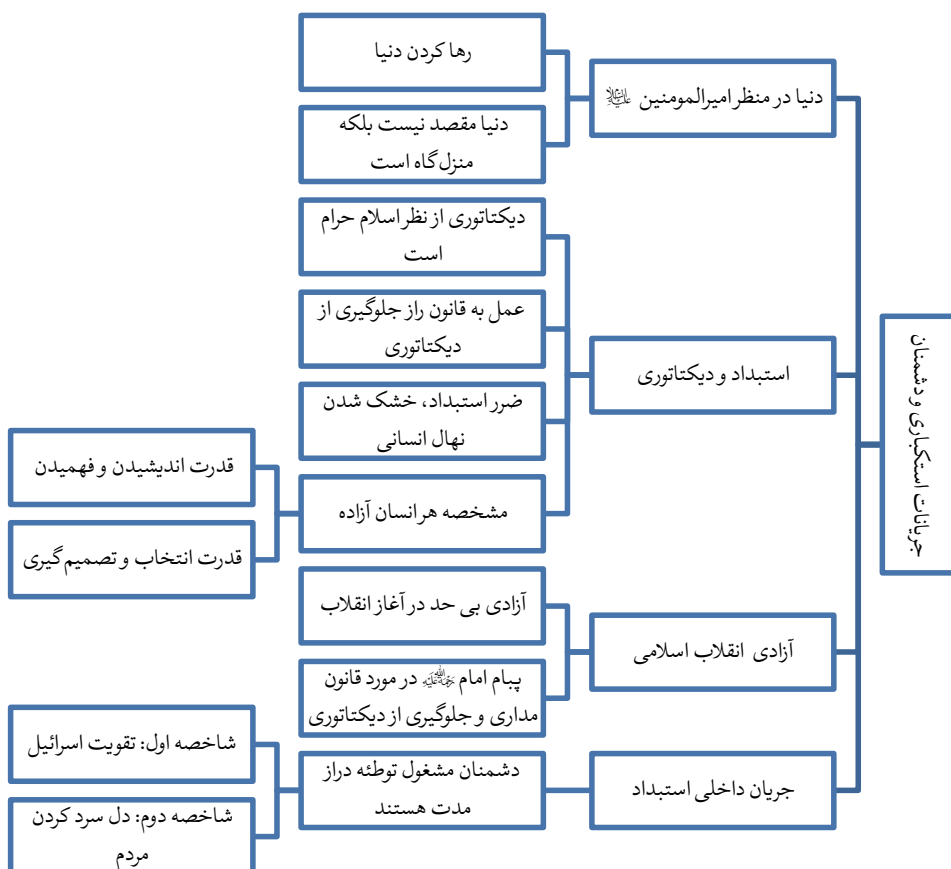 جریانات استکباری و دشمنان
دنیا در منظر امیرالمومنین علیه‌السلام
رها کردن دنیا
دنیا مقصد نیست بلکه
منزل‌گاه است
استبداد و دیکتاتوری
دیکتاتوری از نظر اسلام حرام
است
عمل به قانون راز جلوگیری از
دیکتاتوری
ضرر استبداد، خشک شدن
نهال انسانی
مشخصه هر انسان آزاده
قدرت اندیشیدن و فهمیدن
قدرت انتخاب و تصمیم‌گیری
آزادی انقلاب اسلامی
آزادی بی حد در آغاز انقلاب
پیام امام رحمة‌الله‌علیه در مورد قانون
مداری و جلوگیری از دیکتاتوری
جریان داخلی استبداد
دشمنان مشغول توطئه دراز
مدت هستند
شاخصه اول: تقویت اسرائیل
شاخصه دوم: دل سرد کردن
مردم